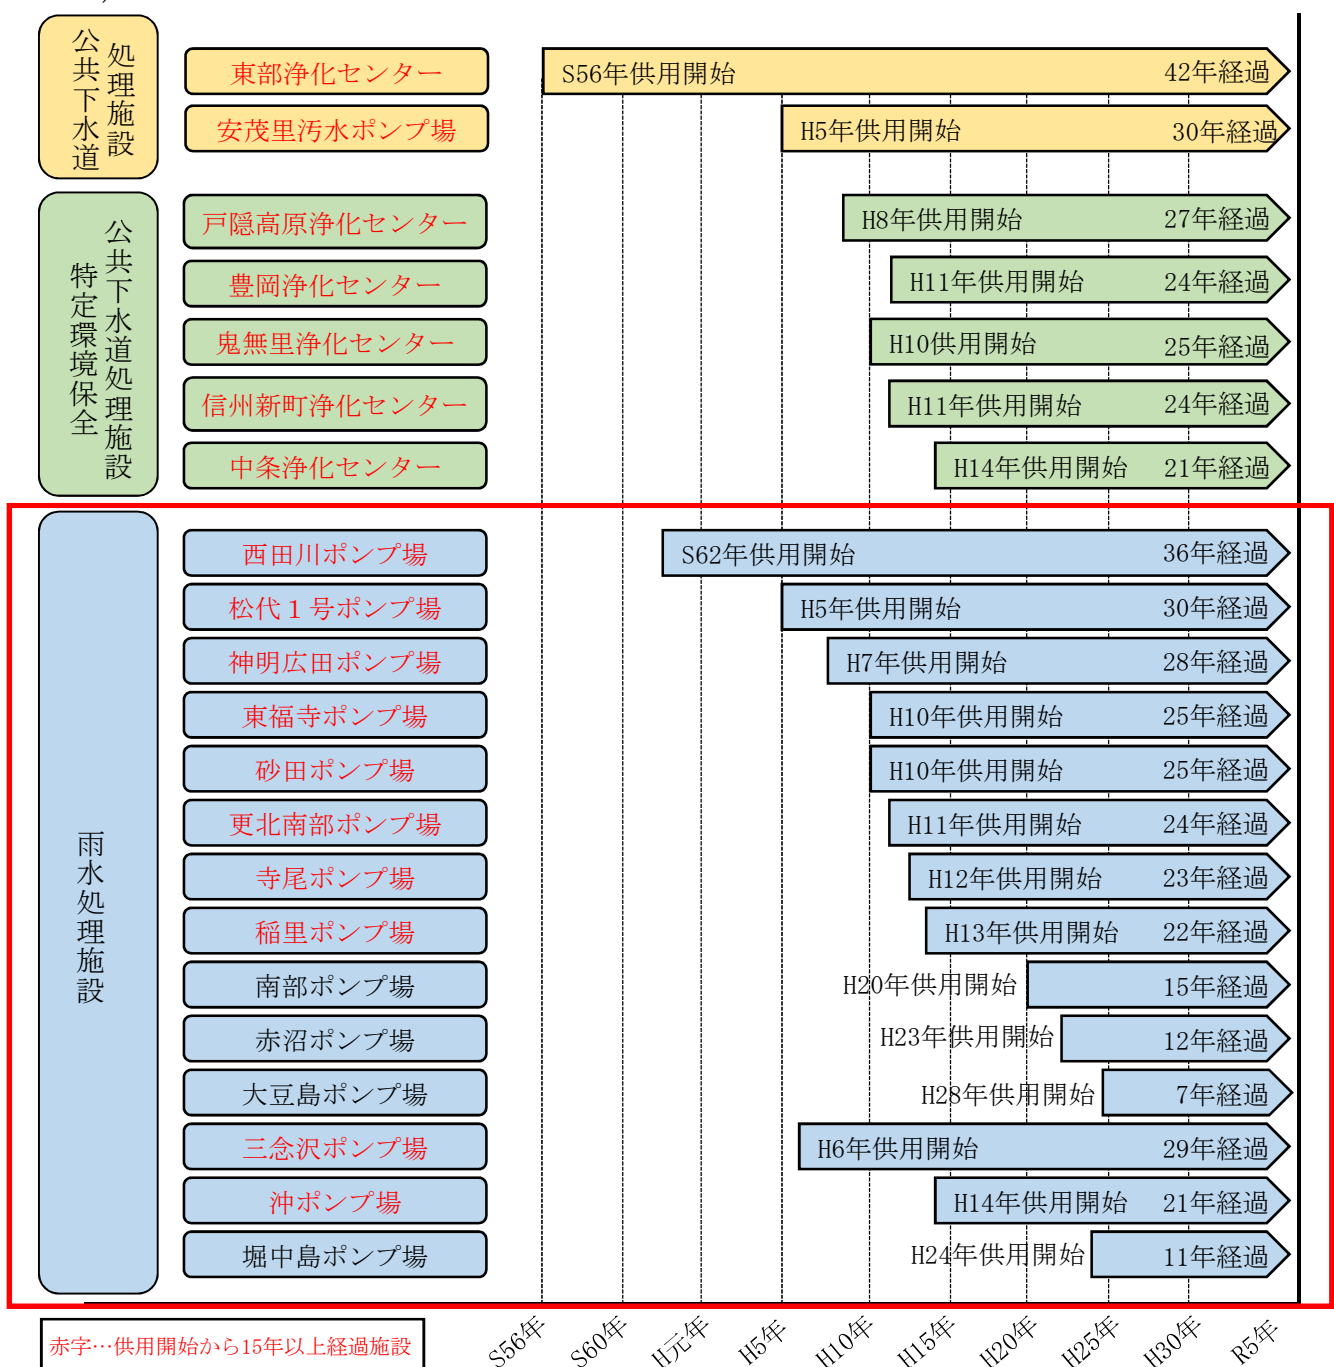 公共下水道
処理施設
東部浄化センター
S56年供用開始
42年経過
安茂里汚水ポンプ場
H5年供用開始
30年経過
特定環境保全
公共下水道処理施設
戸隠高原浄化センター
H8年供用開始
27年経過
豊岡浄化センター
H11年供用開始
24年経過
鬼無里浄化センター
H10供用開始
25年経過
信州新町浄化センター
H11年供用開始
24年経過
中条浄化センター
H14年供用開始
21年経過
雨水処理施設
西田川ポンプ場
S62年供用開始
36年経過
松代１号ポンプ場
H5年供用開始
30年経過
神明広田ポンプ場
H7年供用開始
28年経過
東福寺ポンプ場
H10年供用開始
25年経過
砂田ポンプ場
H10年供用開始
25年経過
更北南部ポンプ場
H11年供用開始
24年経過
寺尾ポンプ場
H12年供用開始
23年経過
稲里ポンプ場
H13年供用開始
22年経過
南部ポンプ場
H20年供用開始
15年経過
赤沼ポンプ場
H23年供用開始
12年経過
大豆島ポンプ場
H28年供用開始
7年経過
三念沢ポンプ場
H6年供用開始
29年経過
沖ポンプ場
H14年供用開始
21年経過
堀中島ポンプ場
H24年供用開始
11年経過
S56年
S60年
H元年
H5年
H10年
H15年
H20年
H25年
H30年
R5年
赤字…供用開始から15年以上経過施設